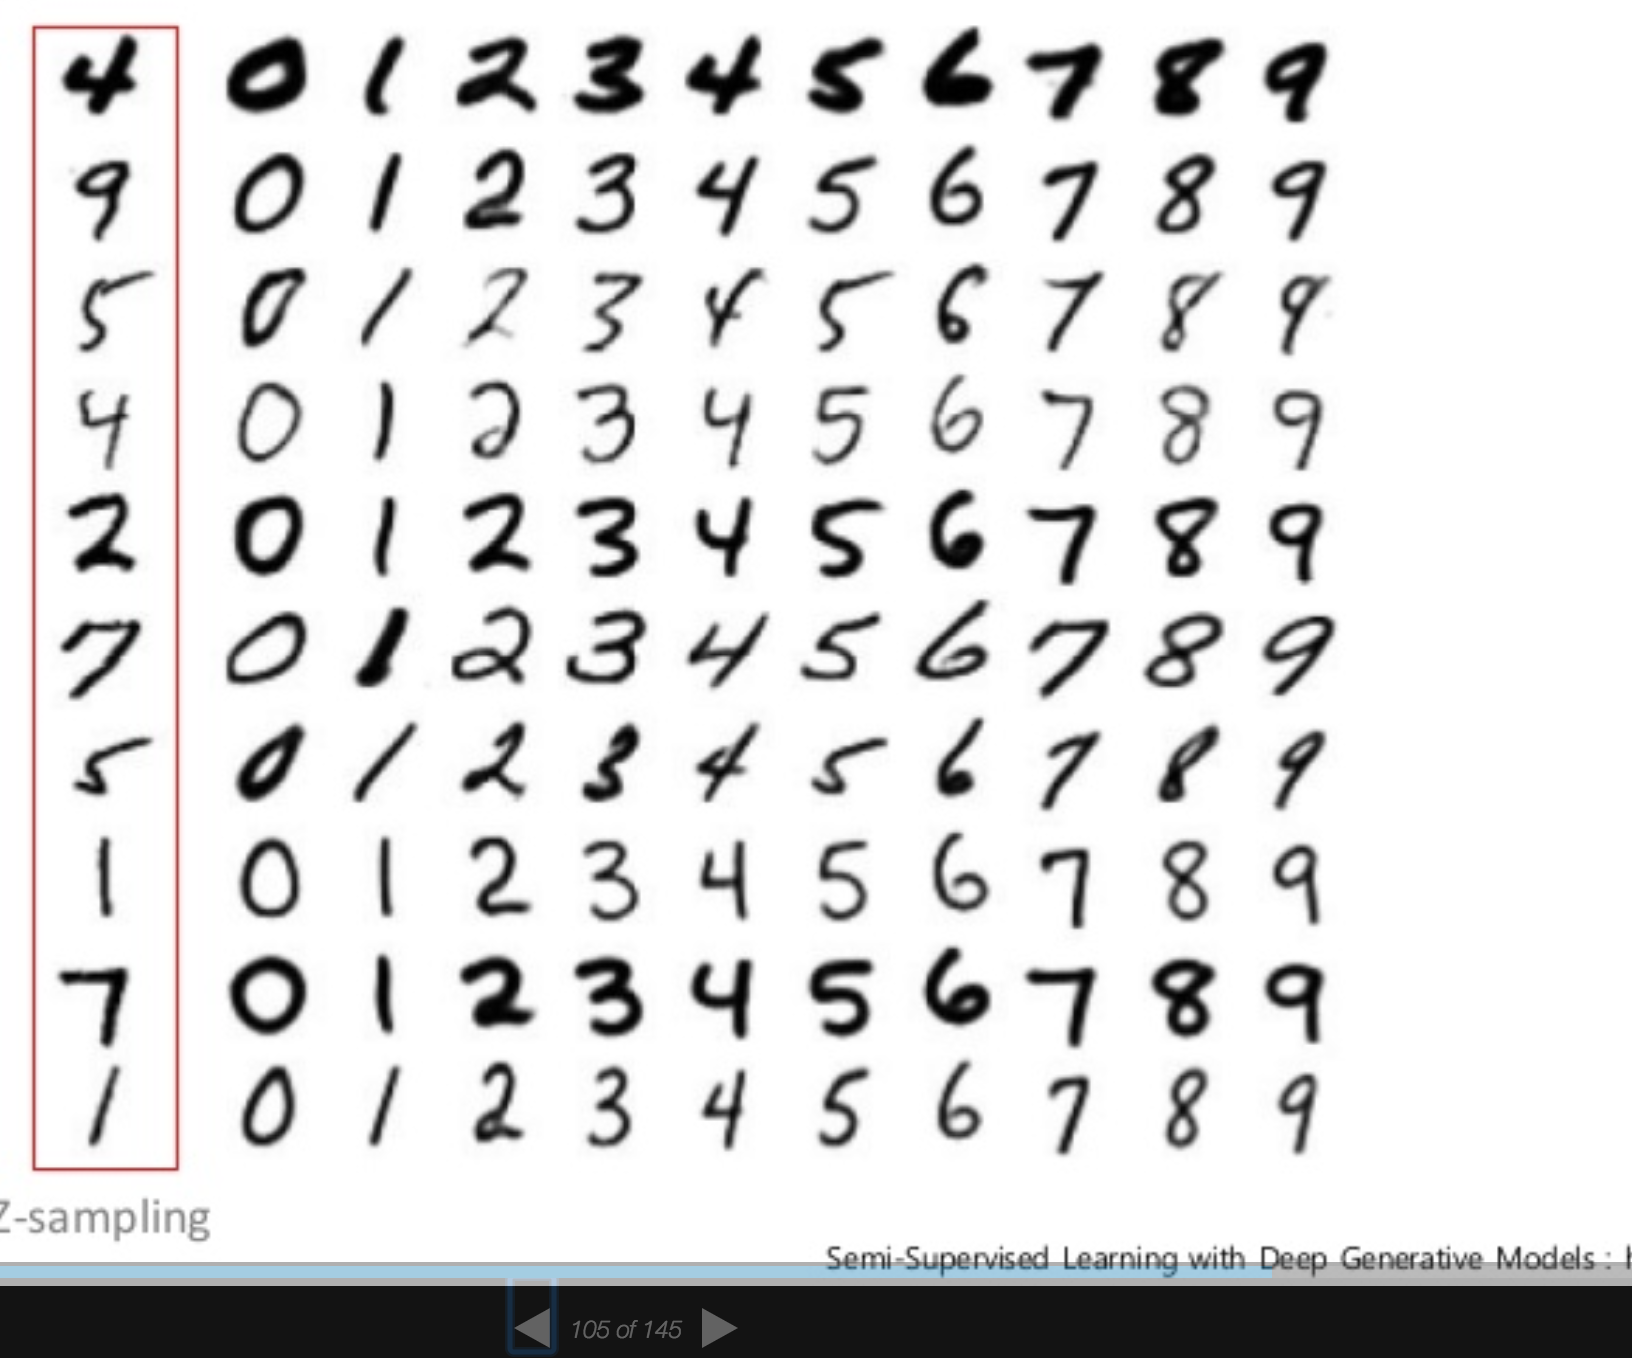 4 0 1 2 3 4 5 6 7 8 9
9 0 1 2 3 4 5 6 7 8 9
5 0 1 2 3 4 5 6 7 8 9
4 0 1 2 3 4 5 6 7 8 9
2 0 1 2 3 4 5 6 7 8 9
7 0 1 2 3 4 5 6 7 8 9
5 0 1 2 3 4 5 6 7 8 9
1 0 1 2 3 4 5 6 7 8 9
7 0 1 2 3 4 5 6 7 8 9
1 0 1 2 3 4 5 6 7 8 9
Z-sampling
Semi-Supervised Learning with Deep Generative Models :
105 of 145